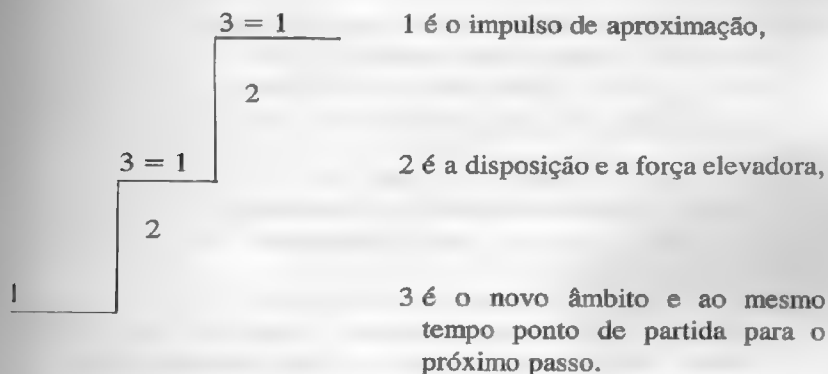 3 = 1
1 é o impulso de aproximação,
2
3 = 1
2 é a disposição e a força elevadora,
2
1
3 é o novo âmbito e ao mesmo
tempo ponto de partida para o
próximo passo.